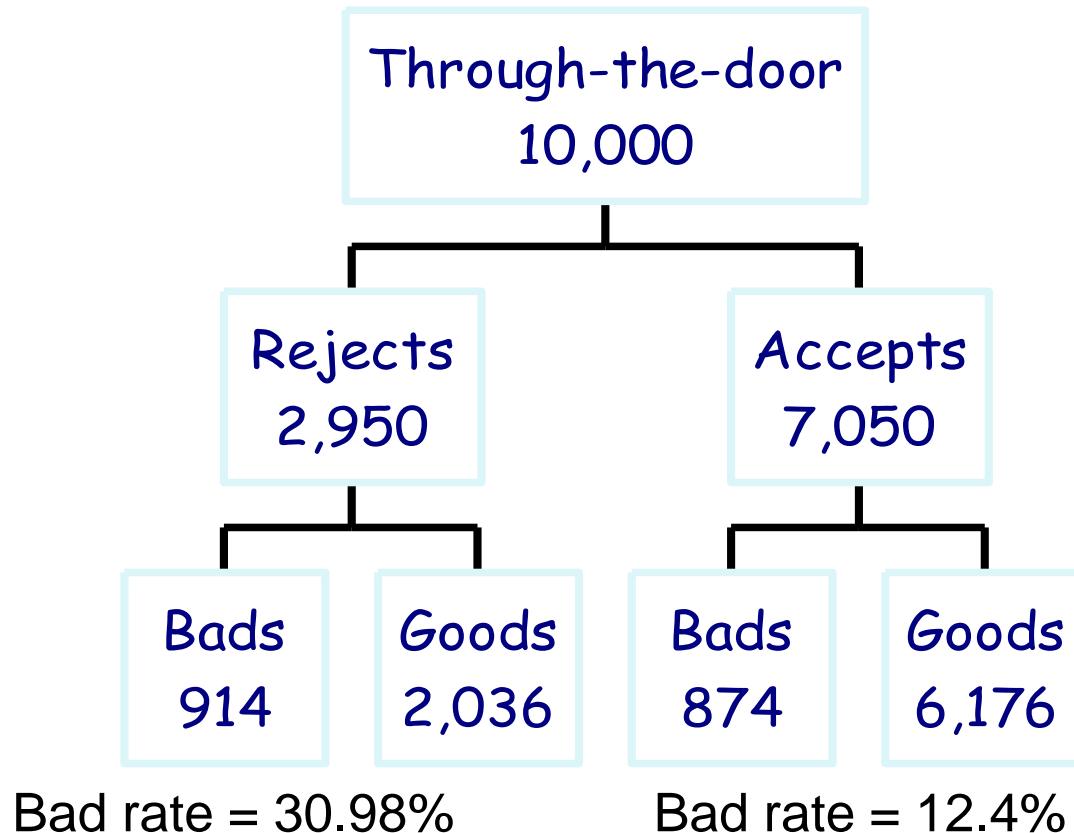 Through-the-door
10,000
Rejects
2,950
Accepts
7,050
Bads
914
Goods
2,036
Bads
874
Goods
6,176
Bad rate = 30.98%
Bad rate = 12.4%